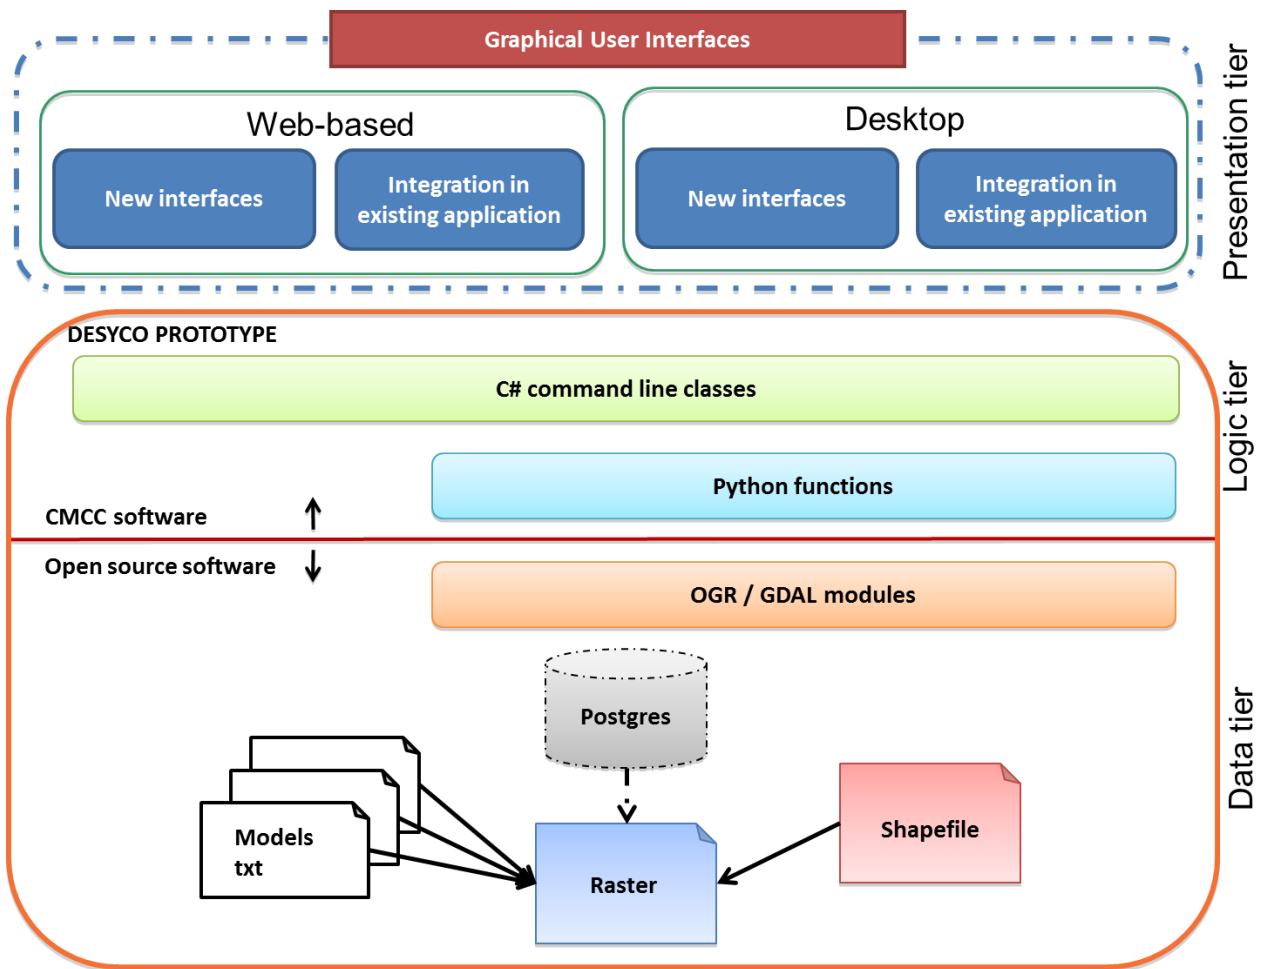 Graphical User Interfaces
Presentation tier
Web-based
Desktop
New interfaces
Integration in
existing application
New interfaces
Integration in
existing application
DESYCO PROTOTYPE
C# command line classes
Logic tier
Python functions
CMCC software
Open source software
OGR / GDAL modules
Postgres
Data tier
Models
txt
Raster
Shapefile